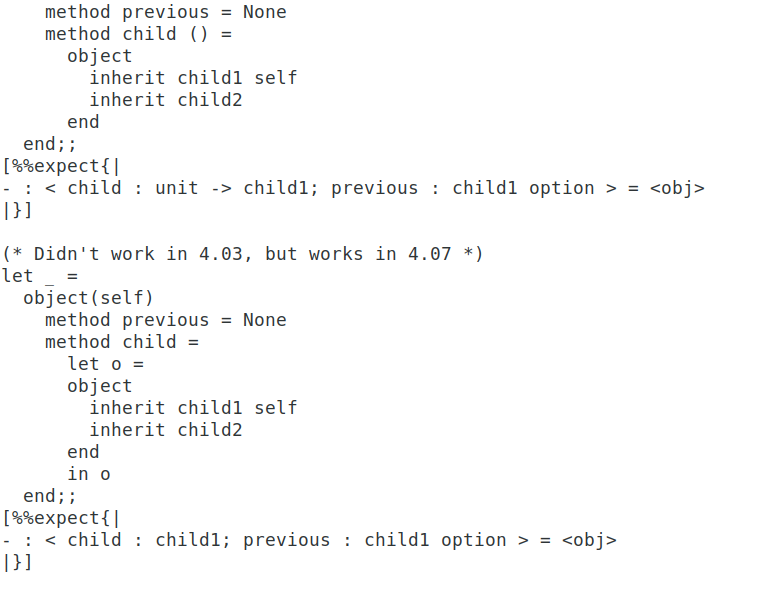 method previous = None
    method child () =
      object
        inherit child1 self
        inherit child2
      end
  end;;
[%%expect{|
- : < child : unit -> child1; previous : child1 option > = <obj>
|}]

(* Didn't work in 4.03, but works in 4.07 *)
let _ =
  object(self)
    method previous = None
    method child =
      let o =
      object
        inherit child1 self
        inherit child2
      end
      in o
  end;;
[%%expect{|
- : < child : child1; previous : child1 option > = <obj>
|}]